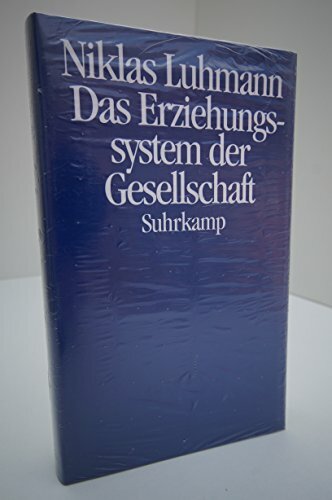 Niklas Luhmann
Das Erziehungs-
system der
Gesellschaft
Suhrkamp